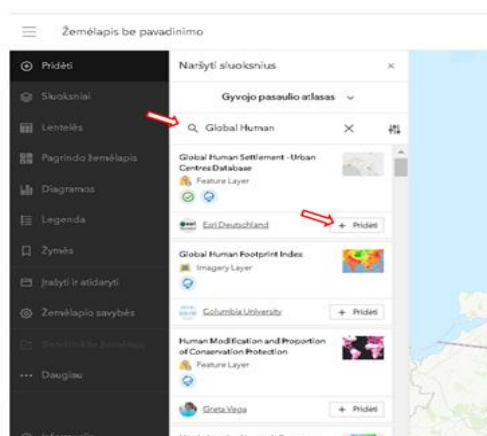 Žemėlapis be pavadinimo
Pridėti
Sluoksniai
Lentelės
Pagrindo žemėlapis
Diagramos
Legenda
Žymės
Įrašyti ir atidaryti
Žemėlapio savybės
Daugiau
Naršyti sluoksnius
Gyvojo pasaulio atlasas
Global Human
Global Human Settlement - Urban
Centres Database
Feature Layer
Esri Deutschland
+ Pridėti
Global Human Footprint Index
Imagery Layer
Columbia University
+ Pridėti
Human Modification and Proportion
of Conservation Protection
Feature Layer
Greta Vega
+ Pridėti